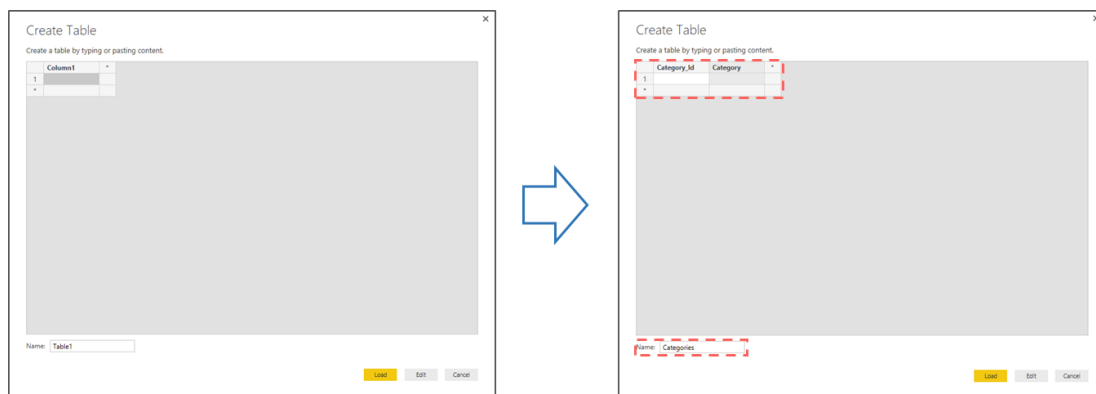 Create Table
Create a table by typing or pasting content.
Column1 *
1
*
Name: Table1
Load Edit Cancel
Create Table
Create a table by typing or pasting content.
Category_Id Category *
1
*
Name: Categories
Load Edit Cancel